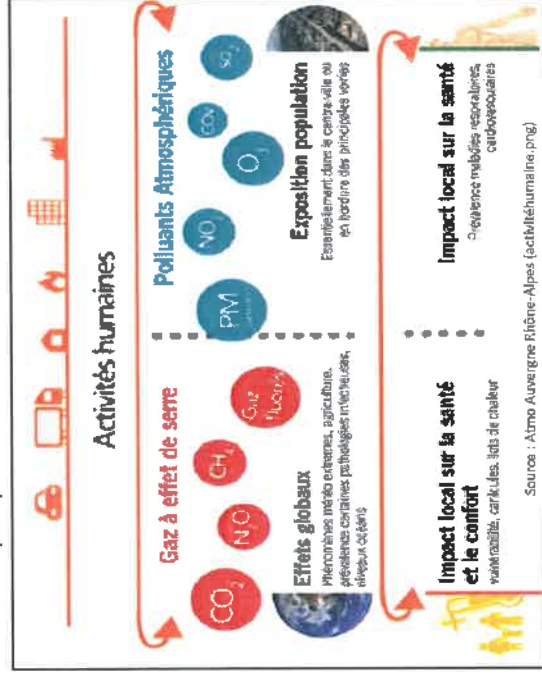 Activités humaines
Gaz à effet de serre
CO2
N2O
CH4
Gaz fluorés
Effets globaux
Phénomènes météo extrêmes, agriculture,
prévalence certaines pathologies infectieuses,
niveaux océans
Impact local sur la santé
et le confort
vulnérabilité, canicules, îlots de chaleur
Polluants Atmosphériques
PM
NO2
O3
COV
SO2
Exposition population
Essentiellement dans le centre-ville ou
en bordure des principales voiries
Impact local sur la santé
Prévalence maladies respiratoires,
cardiovasculaires
Source : Atmo Auvergne Rhône-Alpes (activitéhumaine.png)